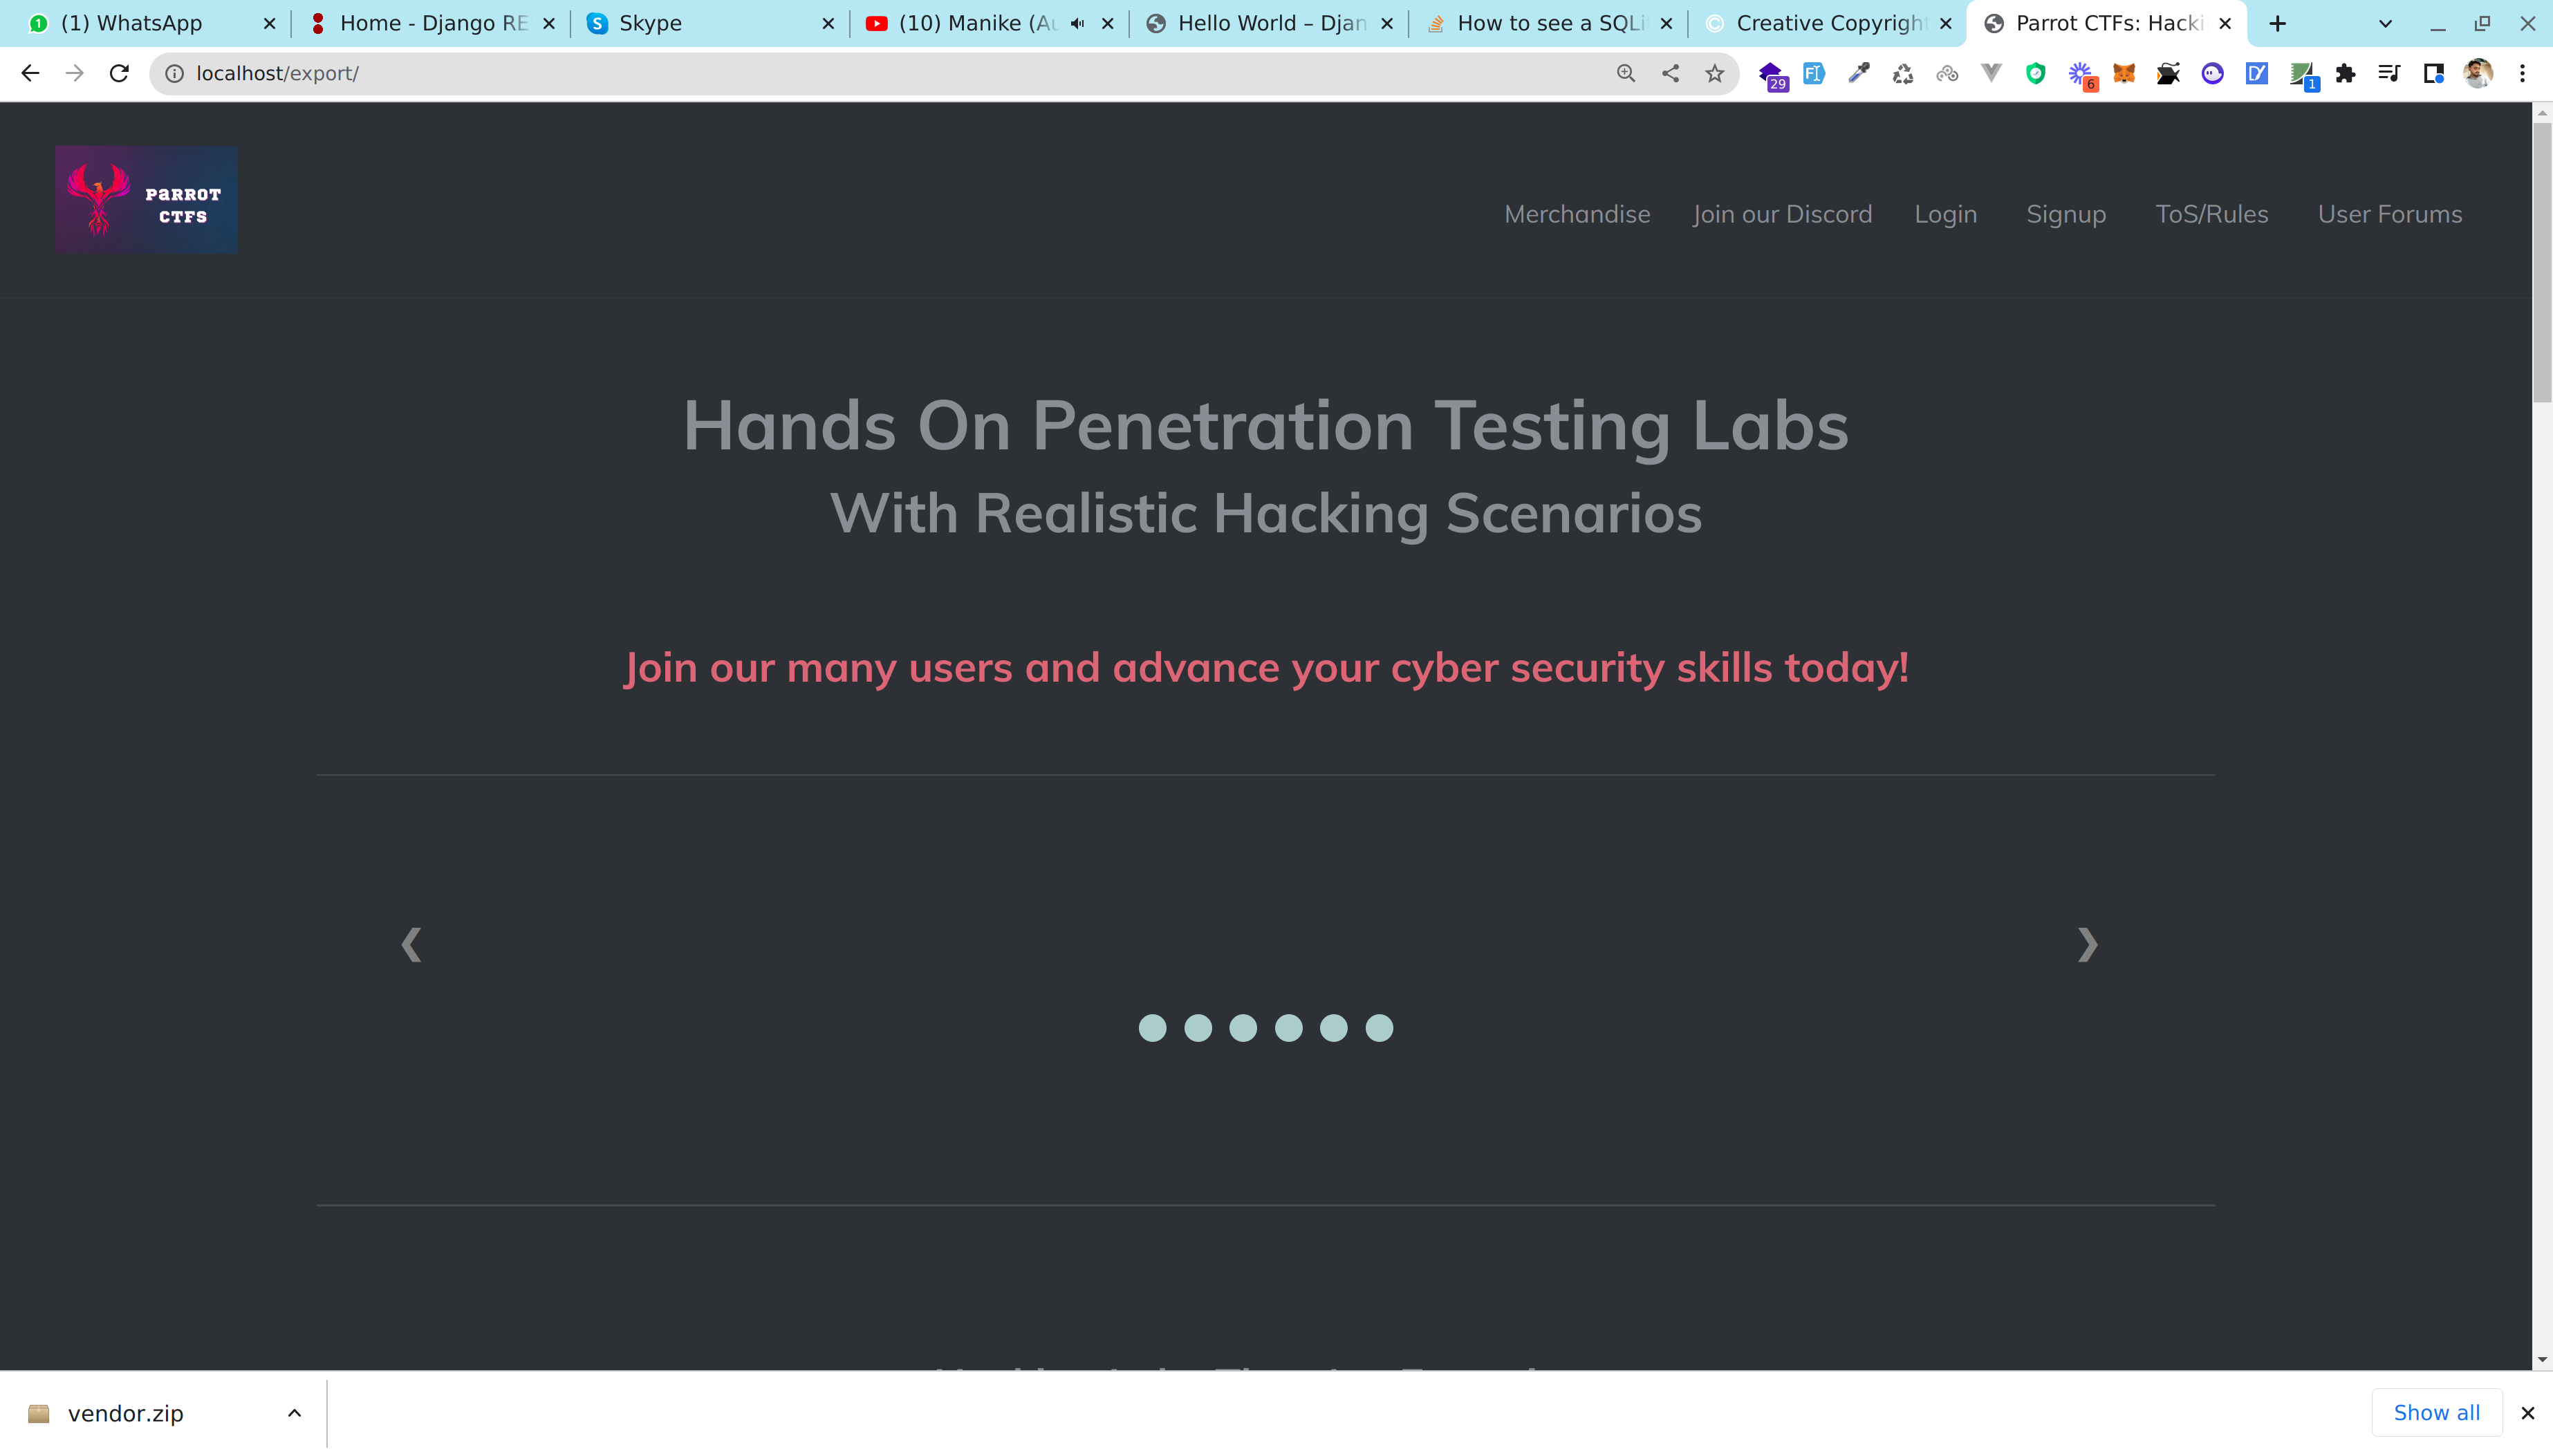 (1) WhatsApp
Home - Django RE
Skype
(10) Manike (Au
Hello World – Djan
How to see a SQLi
Creative Copyright
Parrot CTFs: Hacki
localhost/export/
29
6
1
PARROT
CTFS
Merchandise
Join our Discord
Login
Signup
ToS/Rules
User Forums
Hands On Penetration Testing Labs
With Realistic Hacking Scenarios
Join our many users and advance your cyber security skills today!
vendor.zip
Show all